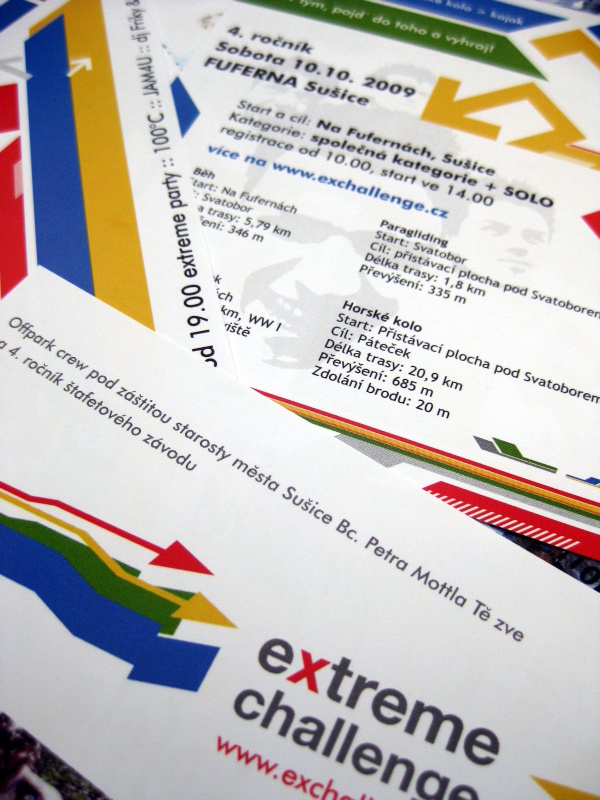 kolo > kajak
tým, pojď do toho a vyhraj!
4. ročník
Sobota 10.10. 2009
FUFERNA Sušice
Start a cíl: Na Fufernách, Sušice
Kategorie: společná kategorie + SOLO
registrace od 10.00, start ve 14.00
více na www.exchallenge.cz
Běh
Start: Na Fufernách
Svatobor
trasy: 5,79 km
346 m
Paragliding
Start: Svatobor
Cíl: přistávací plocha pod Svatoborem
Délka trasy: 1,8 km
Převýšení: 335 m
km, WW I
Horské kolo
Start: Přistávací plocha pod Svatoborem
Cíl: Páteček
Délka trasy: 20,9 km
Převýšení: 685 m
Zdolání brodu: 20 m
od 19.00 extreme party :: 100°C :: JAM4U :: dj Friky &
Offpark crew pod záštitou starosty města Sušice Bc. Petra Mottla Tě zve
4. ročník štafetového závodu
extreme
challenge
www.excha